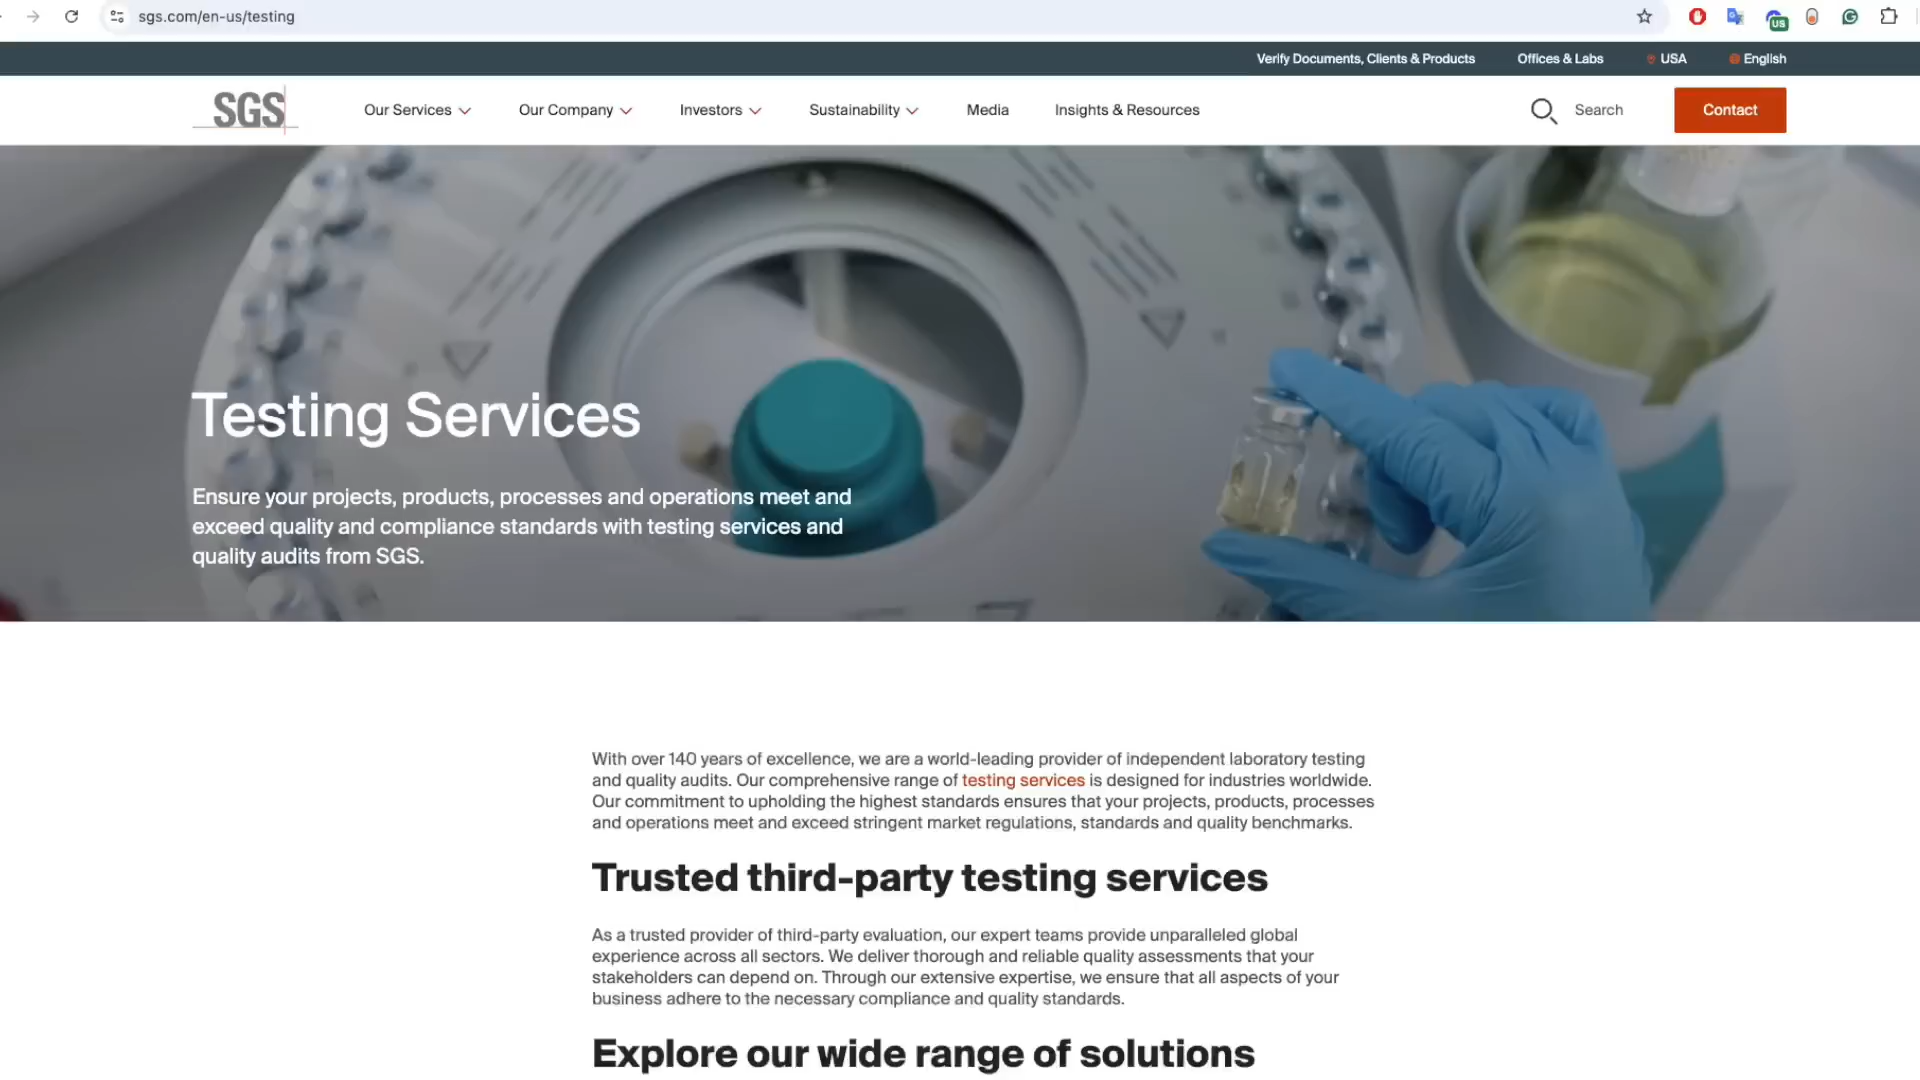 sgs.com/en-us/testing
US
Verify Documents, Clients & Products Offices & Labs USA English
SGS Our Services Our Company Investors Sustainability Media Insights & Resources Search Contact
Testing Services
Ensure your projects, products, processes and operations meet and
exceed quality and compliance standards with testing services and
quality audits from SGS.
With over 140 years of excellence, we are a world-leading provider of independent laboratory testing
and quality audits. Our comprehensive range of testing services is designed for industries worldwide.
Our commitment to upholding the highest standards ensures that your projects, products, processes
and operations meet and exceed stringent market regulations, standards and quality benchmarks.
Trusted third-party testing services
As a trusted provider of third-party evaluation, our expert teams provide unparalleled global
experience across all sectors. We deliver thorough and reliable quality assessments that your
stakeholders can depend on. Through our extensive expertise, we ensure that all aspects of your
business adhere to the necessary compliance and quality standards.
Explore our wide range of solutions